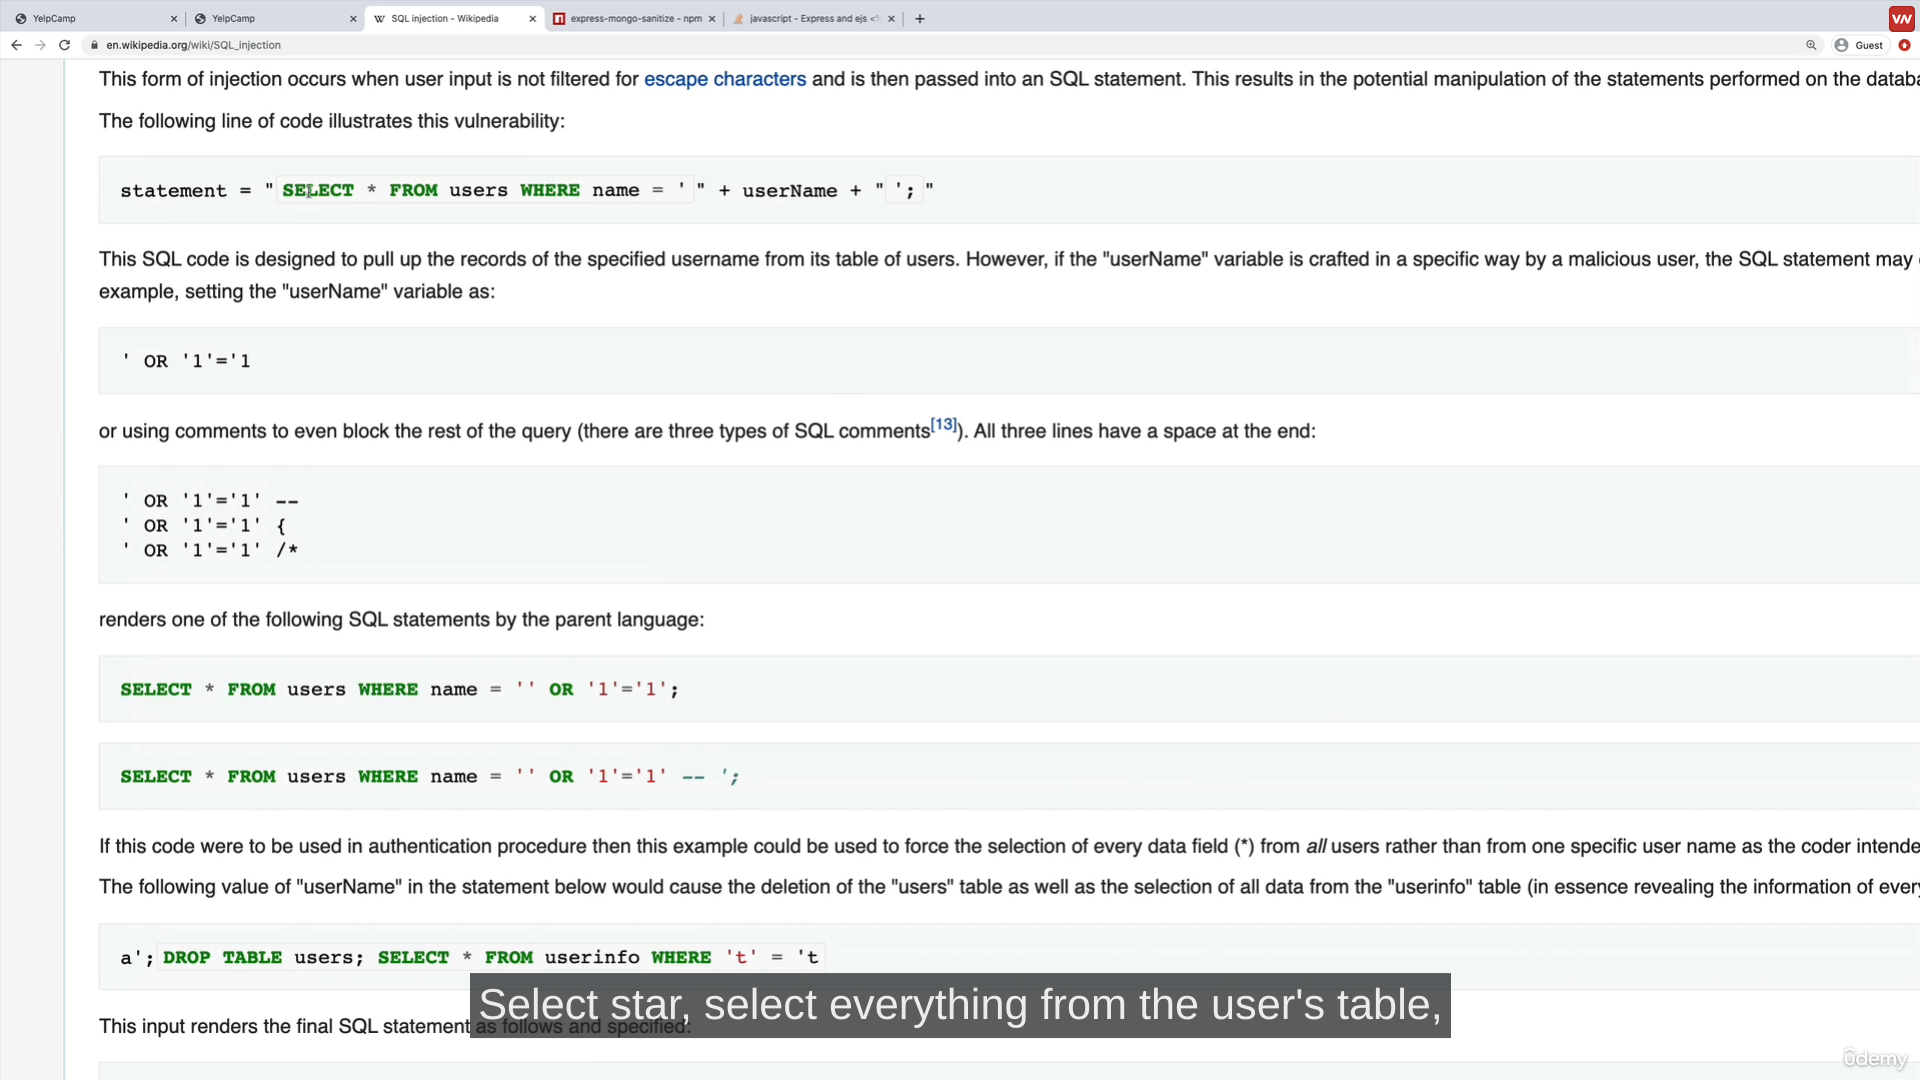 YelpCamp
YelpCamp
SQL injection - Wikipedia
express-mongo-sanitize - npm
javascript - Express and ejs <
en.wikipedia.org/wiki/SQL_injection
Guest
This form of injection occurs when user input is not filtered for escape characters and is then passed into an SQL statement. This results in the potential manipulation of the statements performed on the databa
The following line of code illustrates this vulnerability:
statement = "SELECT * FROM users WHERE name = '" + userName + "';"
This SQL code is designed to pull up the records of the specified username from its table of users. However, if the "userName" variable is crafted in a specific way by a malicious user, the SQL statement may
example, setting the "userName" variable as:
' OR '1'='1
or using comments to even block the rest of the query (there are three types of SQL comments[13]). All three lines have a space at the end:
' OR '1'='1' --
' OR '1'='1' {
' OR '1'='1' /*
renders one of the following SQL statements by the parent language:
SELECT * FROM users WHERE name = '' OR '1'='1';
SELECT * FROM users WHERE name = '' OR '1'='1' -- ';
If this code were to be used in authentication procedure then this example could be used to force the selection of every data field (*) from all users rather than from one specific user name as the coder intende
The following value of "userName" in the statement below would cause the deletion of the "users" table as well as the selection of all data from the "userinfo" table (in essence revealing the information of every
a';DROP TABLE users; SELECT * FROM userinfo WHERE 't' = 't
Select star, select everything from the user's table,
This input renders the final SQL statement as follows and specified:
ûdemy